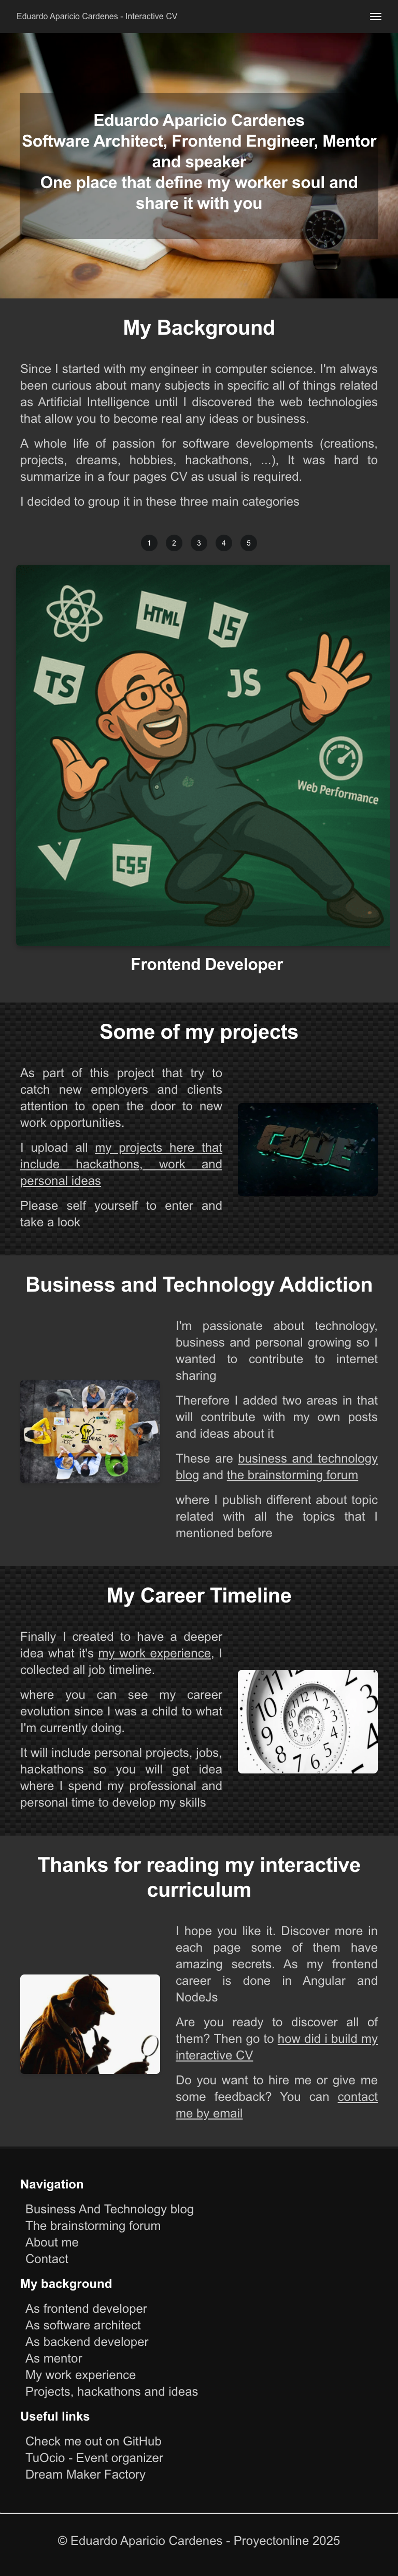 Eduardo Aparicio Cardenes - Interactive CV
Eduardo Aparicio Cardenes
Software Architect, Frontend Engineer, Mentor
and speaker
One place that define my worker soul and
share it with you
My Background
Since I started with my engineer in computer science. I'm always
been curious about many subjects in specific all of things related
as Artificial Intelligence until I discovered the web technologies
that allow you to become real any ideas or business.
A whole life of passion for software developments (creations,
projects, dreams, hobbies, hackathons, ...), It was hard to
summarize in a four pages CV as usual is required.
I decided to group it in these three main categories
1 2 3 4 5
HTML
JS
TS
JS
Web Performance
CSS
Frontend Developer
Some of my projects
As part of this project that try to
catch new employers and clients
attention to open the door to new
work opportunities.
I upload all my projects here that
include hackathons, work and
personal ideas
Please self yourself to enter and
take a look
CODE
Business and Technology Addiction
I'm passionate about technology,
business and personal growing so I
wanted to contribute to internet
sharing
Therefore I added two areas in that
will contribute with my own posts
and ideas about it
These are business and technology
blog and the brainstorming forum
where I publish different about topic
related with all the topics that I
mentioned before
IDEAS
My Career Timeline
Finally I created to have a deeper
idea what it's my work experience, I
collected all job timeline.
where you can see my career
evolution since I was a child to what
I'm currently doing.
It will include personal projects, jobs,
hackathons so you will get idea
where I spend my professional and
personal time to develop my skills
Thanks for reading my interactive
curriculum
I hope you like it. Discover more in
each page some of them have
amazing secrets. As my frontend
career is done in Angular and
NodeJs
Are you ready to discover all of
them? Then go to how did i build my
interactive CV
Do you want to hire me or give me
some feedback? You can contact
me by email
Navigation
Business And Technology blog
The brainstorming forum
About me
Contact
My background
As frontend developer
As software architect
As backend developer
As mentor
My work experience
Projects, hackathons and ideas
Useful links
Check me out on GitHub
TuOcio - Event organizer
Dream Maker Factory
© Eduardo Aparicio Cardenes - Proyectonline 2025